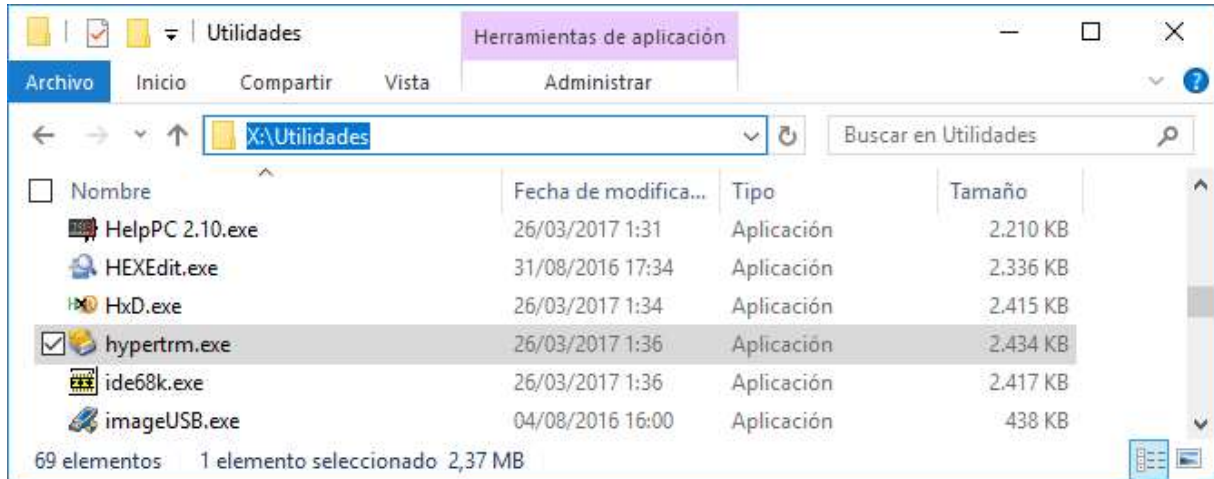 Utilidades Herramientas de aplicación
Archivo Inicio Compartir Vista Administrar
X:\Utilidades Buscar en Utilidades
Nombre Fecha de modifica... Tipo Tamaño
HelpPC 2.10.exe 26/03/2017 1:31 Aplicación 2.210 KB
HEXEdit.exe 31/08/2016 17:34 Aplicación 2.336 KB
HxD.exe 26/03/2017 1:34 Aplicación 2.415 KB
hypertrm.exe 26/03/2017 1:36 Aplicación 2.434 KB
ide68k.exe 26/03/2017 1:36 Aplicación 2.417 KB
imageUSB.exe 04/08/2016 16:00 Aplicación 438 KB
69 elementos 1 elemento seleccionado 2,37 MB